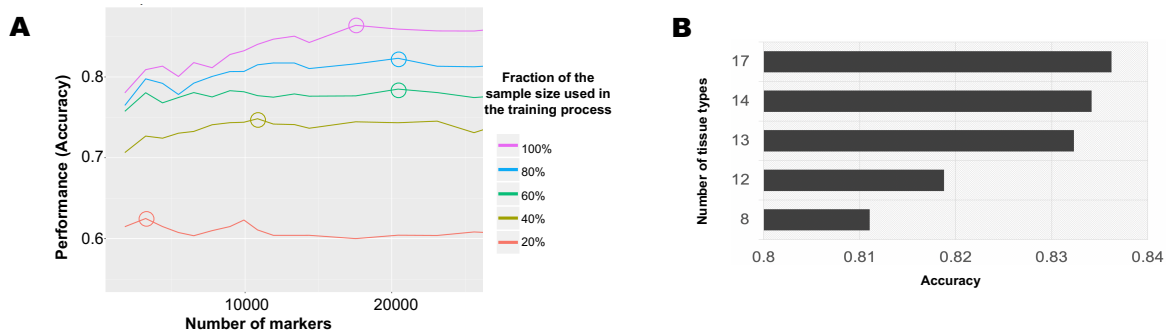 A
Performance (Accuracy)
0.8
0.7
0.6
10000
20000
Number of markers
Fraction of the
sample size used in
the training process
100%
80%
60%
40%
20%
B
Number of tissue types
17
14
13
12
8
0.8
0.81
0.82
0.83
0.84
Accuracy